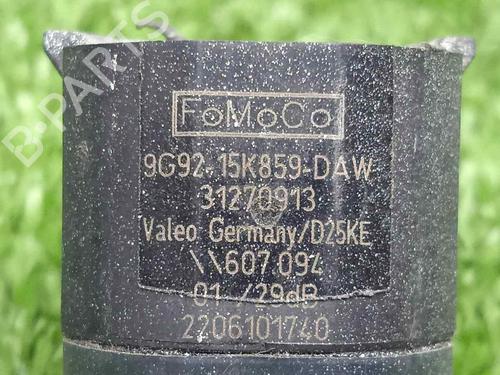 FoMoCo
9G92-15K859-DAW
31270913
Valeo Germany/D25KE
\\607 094
01 /29dB
2206101740
B-PARTS